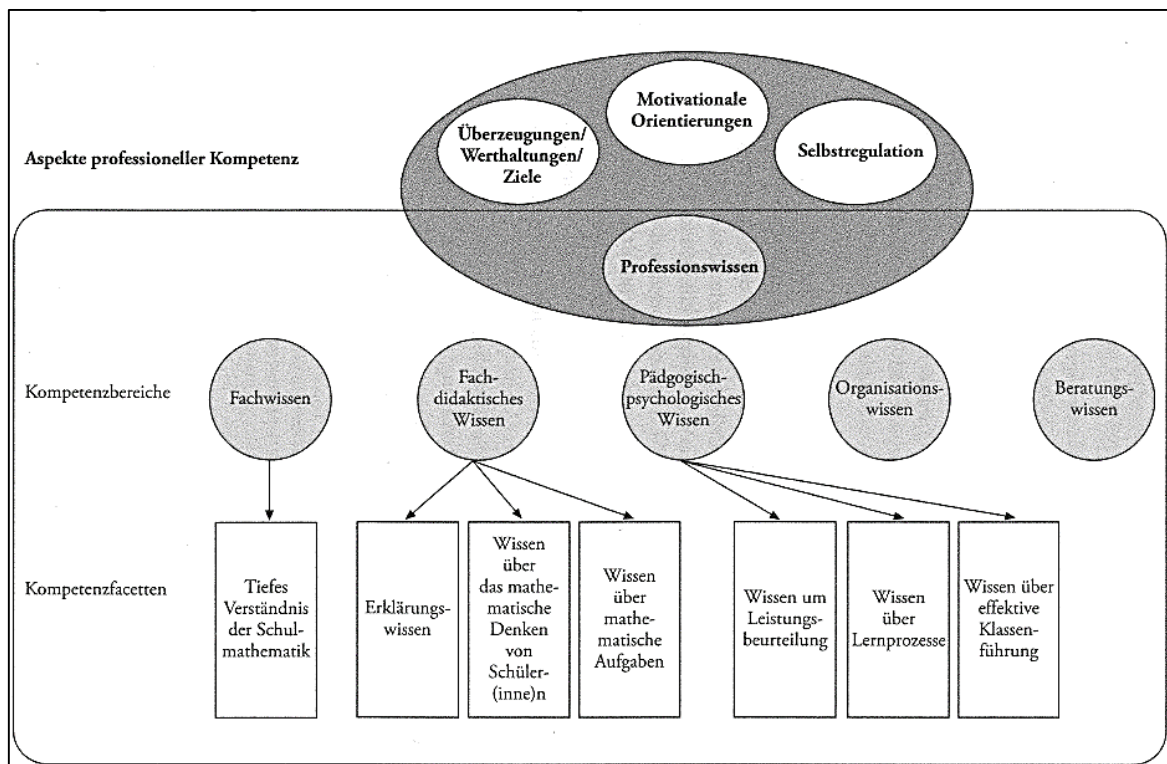 Motivationale
Orientierungen
Überzeugungen/
Werthaltungen/
Ziele
Selbstregulation
Aspekte professioneller Kompetenz
Professionswissen
Kompetenzbereiche
Fachwissen
Fach-
didaktisches
Wissen
Pädgogisch-
psychologisches
Wissen
Organisations-
wissen
Beratungs-
wissen
Kompetenzfacetten
Tiefes
Verständnis
der Schul-
mathematik
Erklärungs-
wissen
Wissen
über
das mathe-
matische
Denken
von
Schüler-
(inne)n
Wissen
über
mathe-
matische
Aufgaben
Wissen um
Leistungs-
beurteilung
Wissen
über
Lernprozesse
Wissen über
effektive
Klassen-
führung